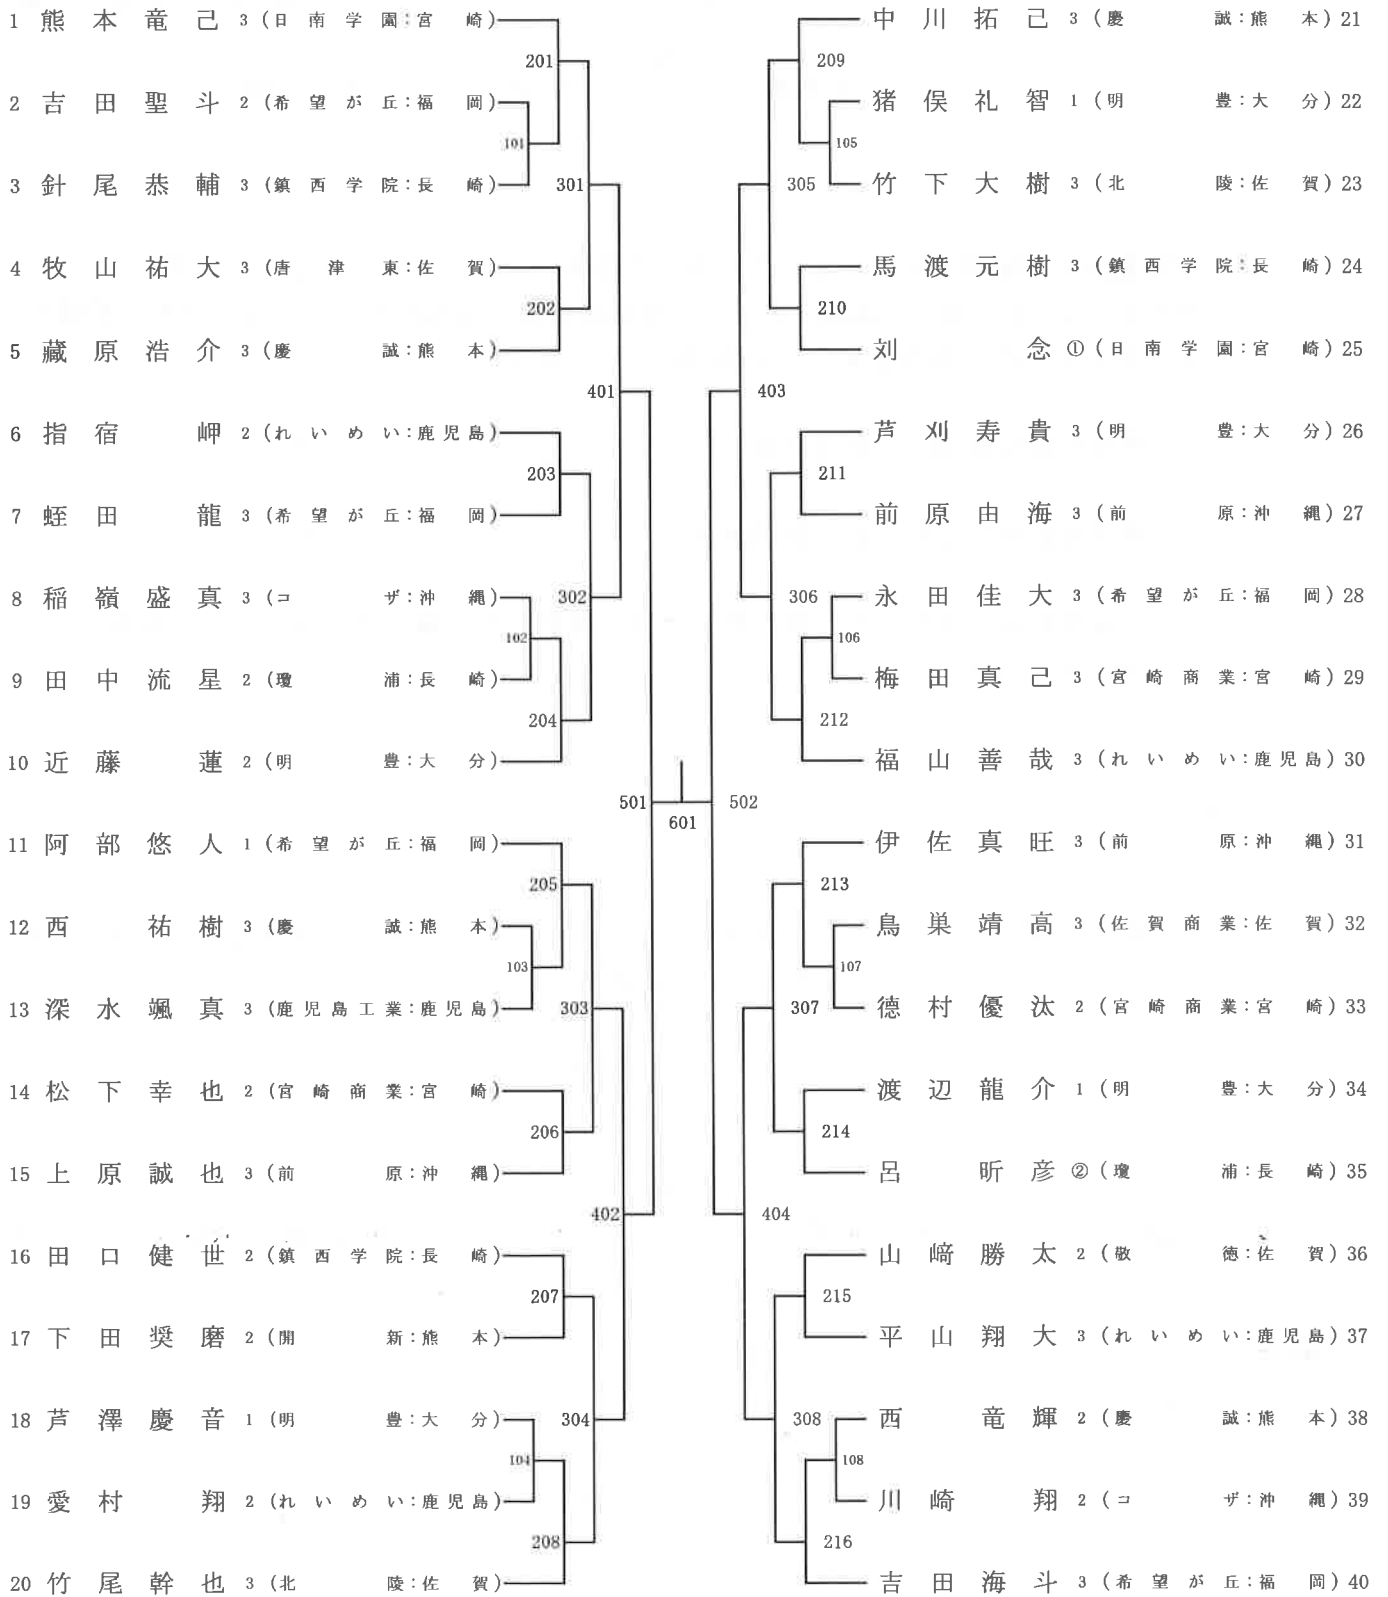 1 熊本竜己 3 (日南学園:宮崎)
201
2 吉田聖斗 2 (希望が丘:福岡)
101
3 針尾恭輔 3 (鎮西学院:長崎)
301
4 牧山祐大 3 (唐津東:佐賀)
202
5 藏原浩介 3 (慶誠:熊本)
401
6 指宿岬 2 (れいめい:鹿児島)
203
7 蛭田龍 3 (希望が丘:福岡)
8 稲嶺盛真 3 (コザ:沖縄)
302
102
9 田中流星 2 (瓊浦:長崎)
204
10 近藤蓮 2 (明豊:大分)
501
11 阿部悠人 1 (希望が丘:福岡)
205
12 西祐樹 3 (慶誠:熊本)
103
13 深水颯真 3 (鹿児島工業:鹿児島)
303
14 松下幸也 2 (宮崎商業:宮崎)
206
15 上原誠也 3 (前原:沖縄)
402
16 田口健世 2 (鎮西学院:長崎)
207
17 下田奨磨 2 (開新:熊本)
18 芦澤慶音 1 (明豊:大分)
304
104
19 愛村翔 2 (れいめい:鹿児島)
208
20 竹尾幹也 3 (北陵:佐賀)
601
中川拓己 3 (慶誠:熊本) 21
209
猪俣礼智 1 (明豊:大分) 22
105
竹下大樹 3 (北陵:佐賀) 23
305
馬渡元樹 3 (鎮西学院:長崎) 24
210
刘念 ① (日南学園:宮崎) 25
403
芦刈寿貴 3 (明豊:大分) 26
211
前原由海 3 (前原:沖縄) 27
永田佳大 3 (希望が丘:福岡) 28
306
106
梅田真己 3 (宮崎商業:宮崎) 29
212
福山善哉 3 (れいめい:鹿児島) 30
502
伊佐真旺 3 (前原:沖縄) 31
213
鳥巣靖高 3 (佐賀商業:佐賀) 32
107
德村優汰 2 (宮崎商業:宮崎) 33
307
渡辺龍介 1 (明豊:大分) 34
214
呂昕彦 ② (瓊浦:長崎) 35
404
山﨑勝太 2 (敬徳:佐賀) 36
215
平山翔大 3 (れいめい:鹿児島) 37
西竜輝 2 (慶誠:熊本) 38
308
108
川崎翔 2 (コザ:沖縄) 39
216
吉田海斗 3 (希望が丘:福岡) 40